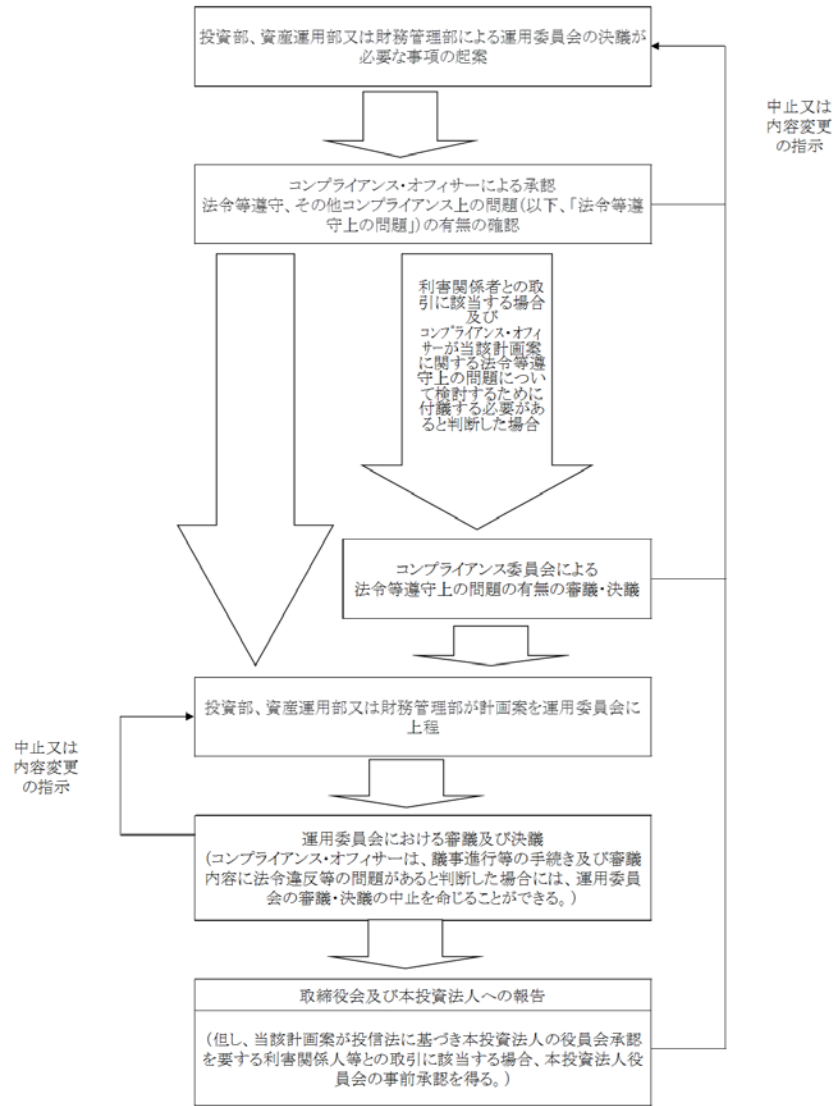 投資部、資産運用部又は財務管理部による運用委員会の決議が
必要な事項の起案
中止又は
内容変更
の指示
コンプライアンス・オフィサーによる承認
法令等遵守、その他コンプライアンス上の問題(以下、「法令等遵
守上の問題」)の有無の確認
利害関係者との取
引に該当する場合
及び
コンプライアンス・オフィ
サーが当該計画案
に関する法令等遵
守上の問題につい
て検討するために
付議する必要があ
ると判断した場合
コンプライアンス委員会による
法令等遵守上の問題の有無の審議・決議
投資部、資産運用部又は財務管理部が計画案を運用委員会に
上程
中止又は
内容変更
の指示
運用委員会における審議及び決議
(コンプライアンス・オフィサーは、議事進行等の手続き及び審議
内容に法令違反等の問題があると判断した場合には、運用委員
会の審議・決議の中止を命じることができる。)
取締役会及び本投資法人への報告
(但し、当該計画案が投信法に基づき本投資法人の役員会承認
を要する利害関係人等との取引に該当する場合、本投資法人役
員会の事前承認を得る。)